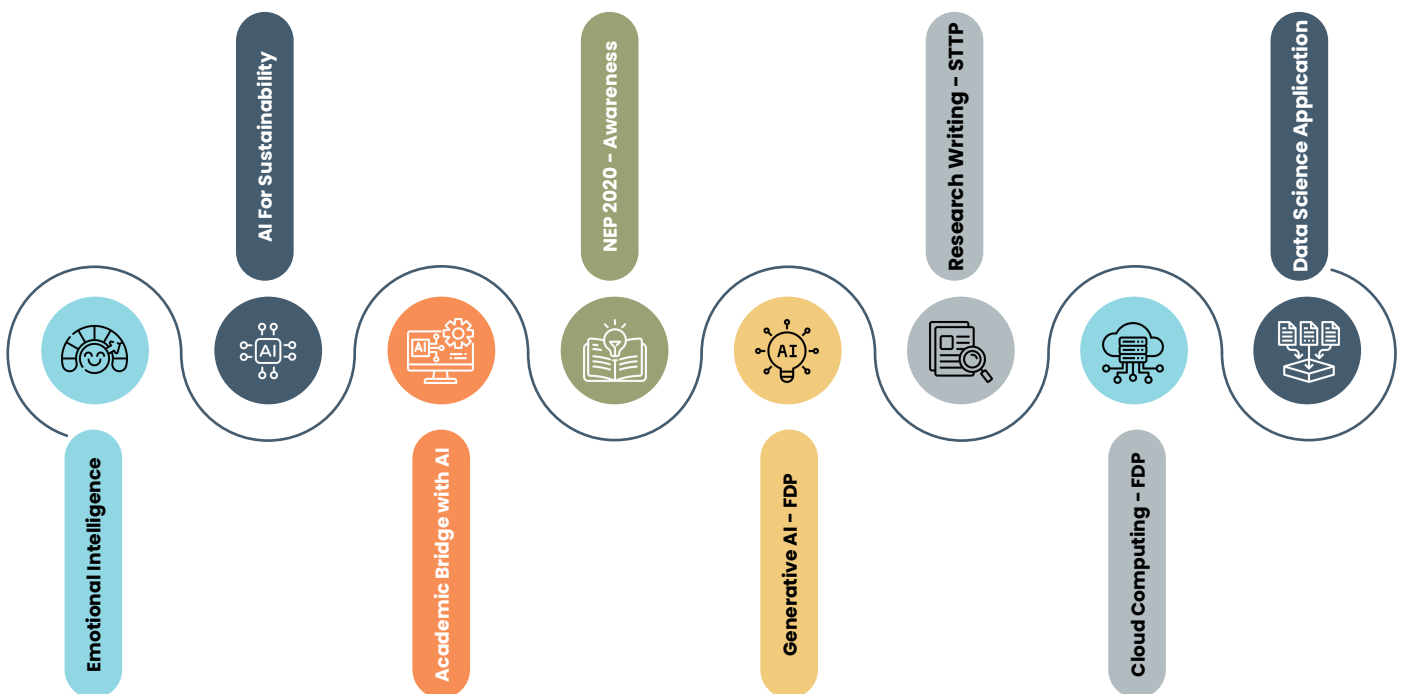 Emotional Intelligence
AI For Sustainability
Academic Bridge with AI
NEP 2020 - Awareness
Generative AI - FDP
Research Writing - STTP
Cloud Computing - FDP
Data Science Application
AI
AI
AI